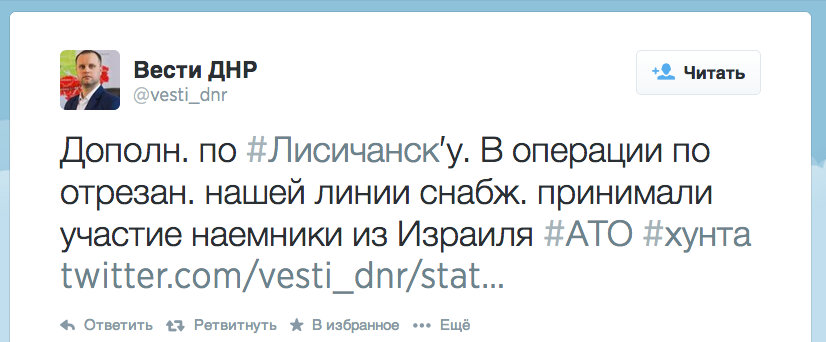 Вести ДНР
@vesti_dnr
Читать
Дополн. по #Лисичанск’у. В операции по
отрезан. нашей линии снабж. принимали
участие наемники из Израиля #АТО #хунта
twitter.com/vesti_dnr/stat...
Ответить Ретвитнуть В избранное Ещё